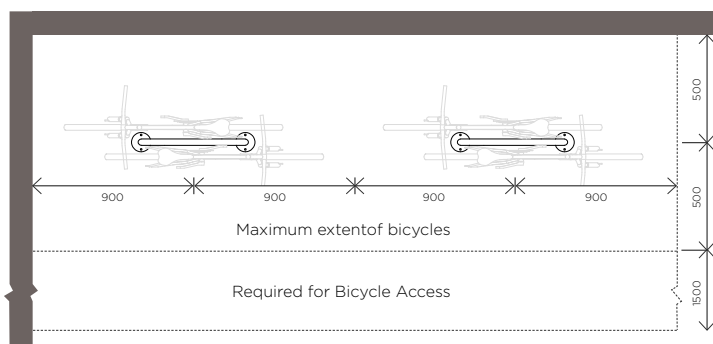 500
900 900 900 900
500
Maximum extentof bicycles
Required for Bicycle Access
1500